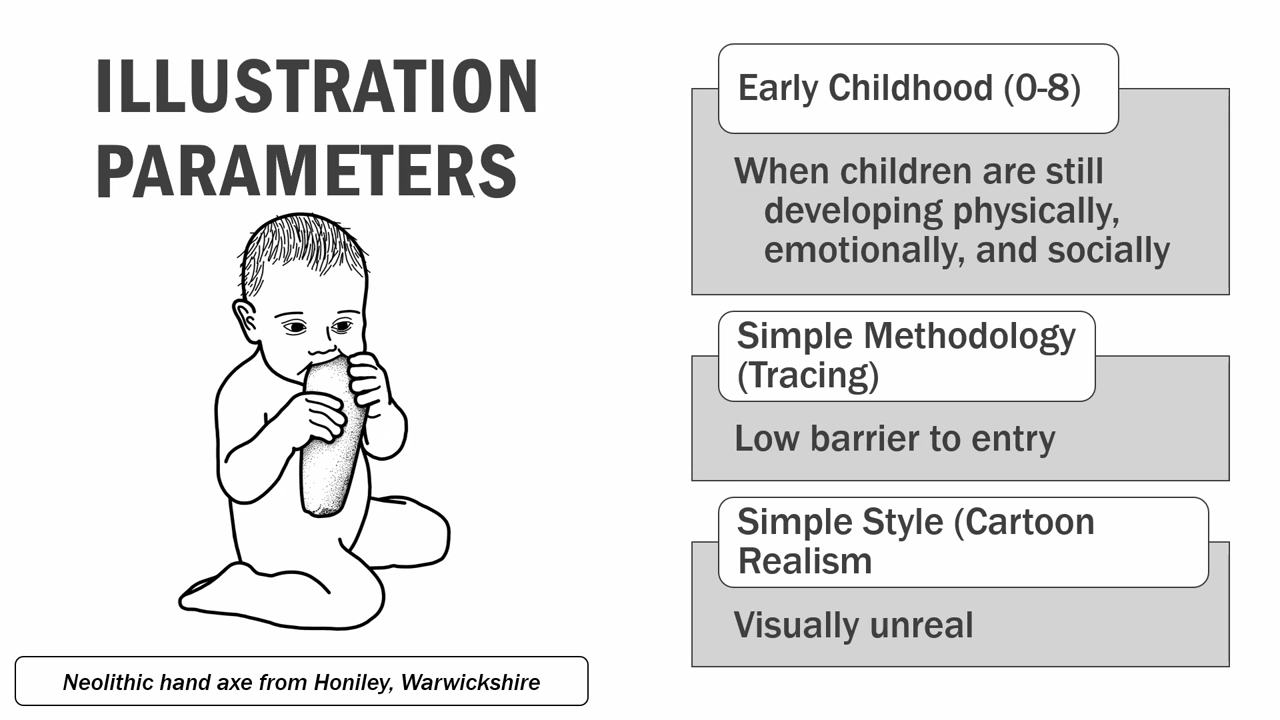 ILLUSTRATION
PARAMETERS
Neolithic hand axe from Honiley, Warwickshire
Early Childhood (0-8)
When children are still
developing physically,
emotionally, and socially
Simple Methodology
(Tracing)
Low barrier to entry
Simple Style (Cartoon
Realism
Visually unreal